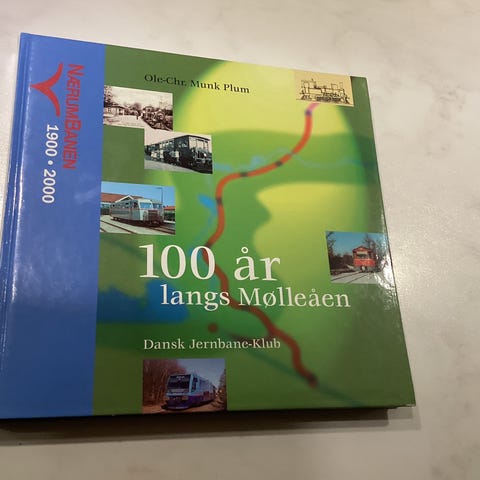 Ole-Chr. Munk Plum
NÆRUMBANEN
1900 • 2000
100 år
langs Mølleåen
Dansk Jernbane-Klub